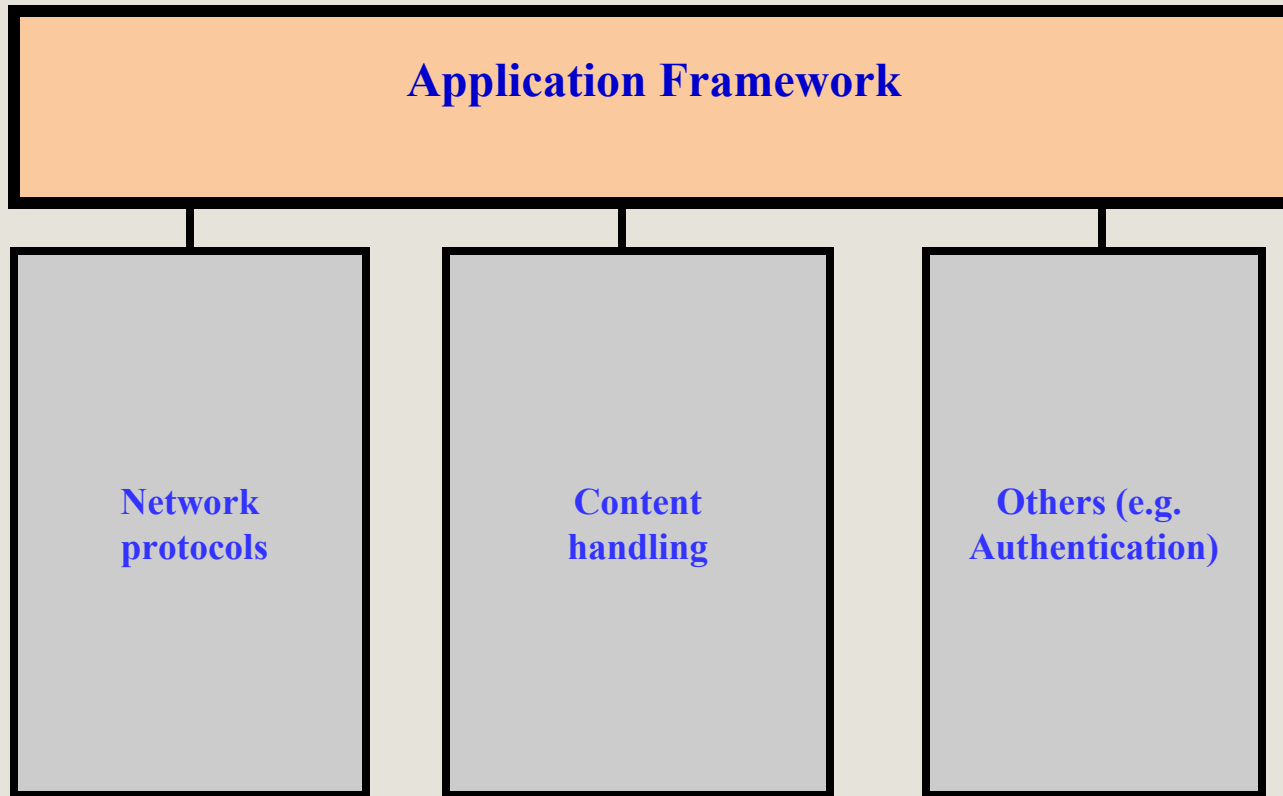 Application Framework
Network
protocols
Content
handling
Others (e.g.
Authentication)